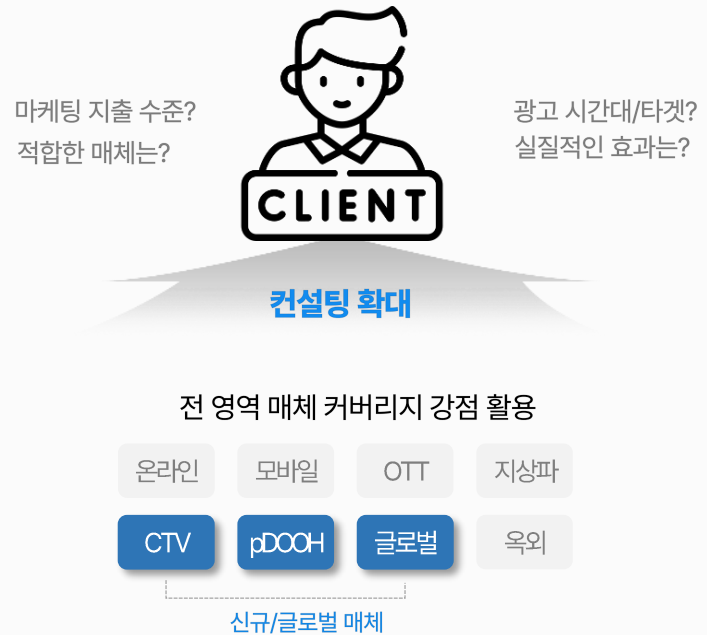 마케팅 지출 수준?
적합한 매체는?
광고 시간대/타겟?
실질적인 효과는?
CLIENT
컨설팅 확대
전 영역 매체 커버리지 강점 활용
온라인
모바일
OTT
지상파
CTV
pDOOH
글로벌
옥외
신규/글로벌 매체